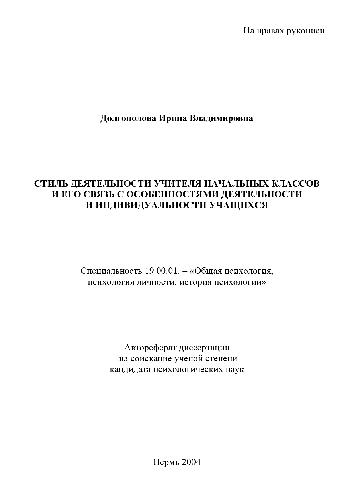 На правах рукописи
Долгополова Ирина Владимировна
СТИЛЬ ДЕЯТЕЛЬНОСТИ УЧИТЕЛЯ НАЧАЛЬНЫХ КЛАССОВ
И ЕГО СВЯЗЬ С ОСОБЕННОСТЯМИ ДЕЯТЕЛЬНОСТИ
И ИНДИВИДУАЛЬНОСТИ УЧАЩИХСЯ
Специальность 19.00.01. – «Общая психология,
психология личности, история психологии»
Автореферат диссертации
на соискание ученой степени
кандидата психологических наук
Пермь 2004